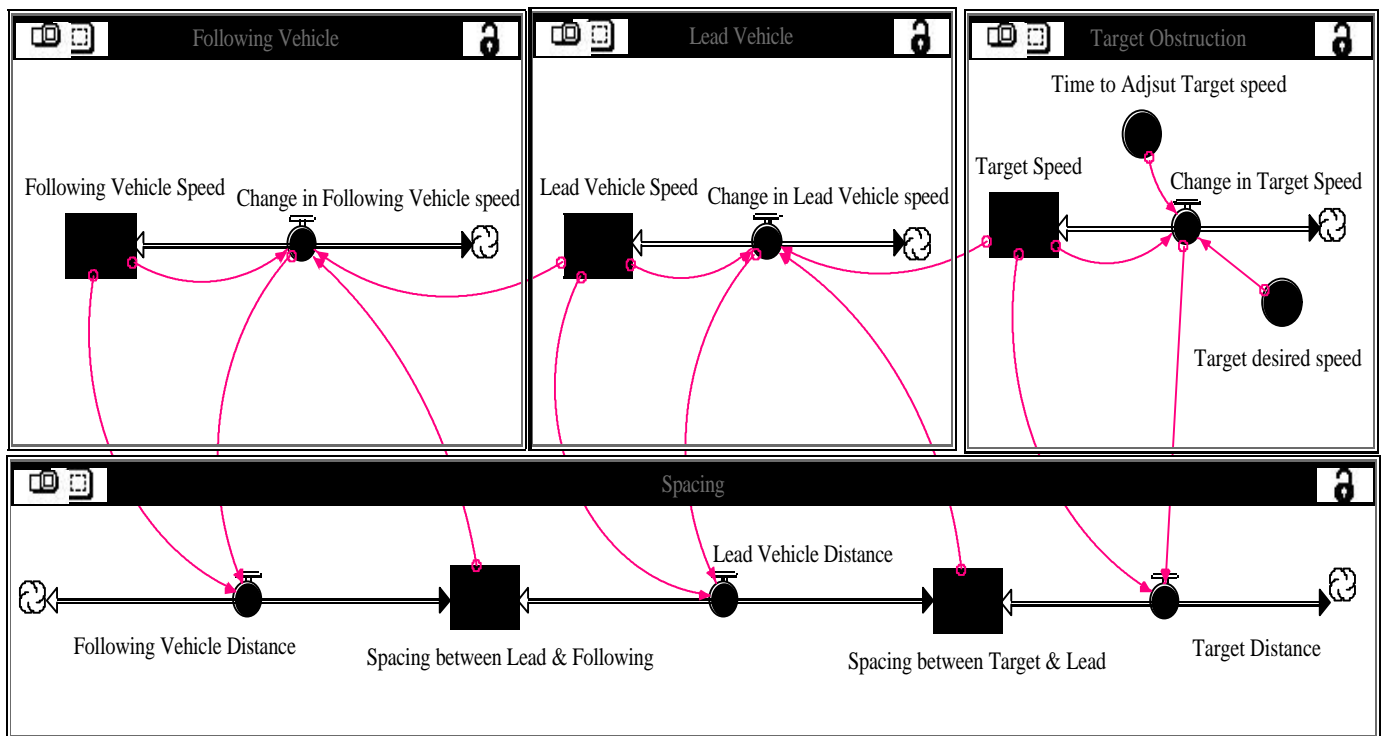 Following Vehicle
Lead Vehicle
Target Obstruction
Time to Adjsut Target speed
Following Vehicle Speed
Change in Following Vehicle speed
Lead Vehicle Speed
Change in Lead Vehicle speed
Target Speed
Change in Target Speed
Target desired speed
Spacing
Lead Vehicle Distance
Following Vehicle Distance
Spacing between Lead & Following
Spacing between Target & Lead
Target Distance